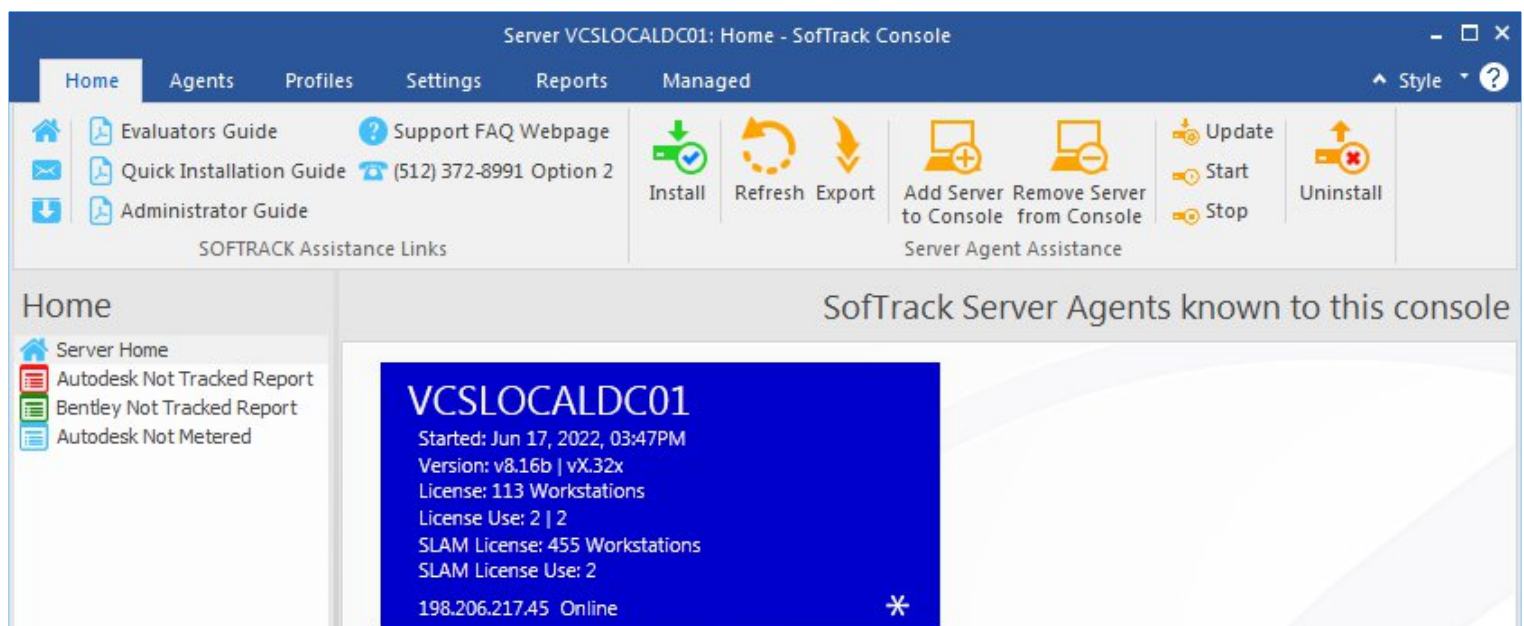 Server VCSLOCALDC01: Home - SofTrack Console
Home Agents Profiles Settings Reports Managed Style ?
Evaluators Guide
Quick Installation Guide
Administrator Guide
? Support FAQ Webpage
(512) 372-8991 Option 2
SOFTRACK Assistance Links
Install
Refresh
Export
Add Server
to Console
Remove Server
from Console
Update
Start
Stop
Uninstall
Server Agent Assistance
Home
SofTrack Server Agents known to this console
Server Home
Autodesk Not Tracked Report
Bentley Not Tracked Report
Autodesk Not Metered
VCSLOCALDC01
Started: Jun 17, 2022, 03:47PM
Version: v8.16b | vX.32x
License: 113 Workstations
License Use: 2 | 2
SLAM License: 455 Workstations
SLAM License Use: 2
198.206.217.45 Online